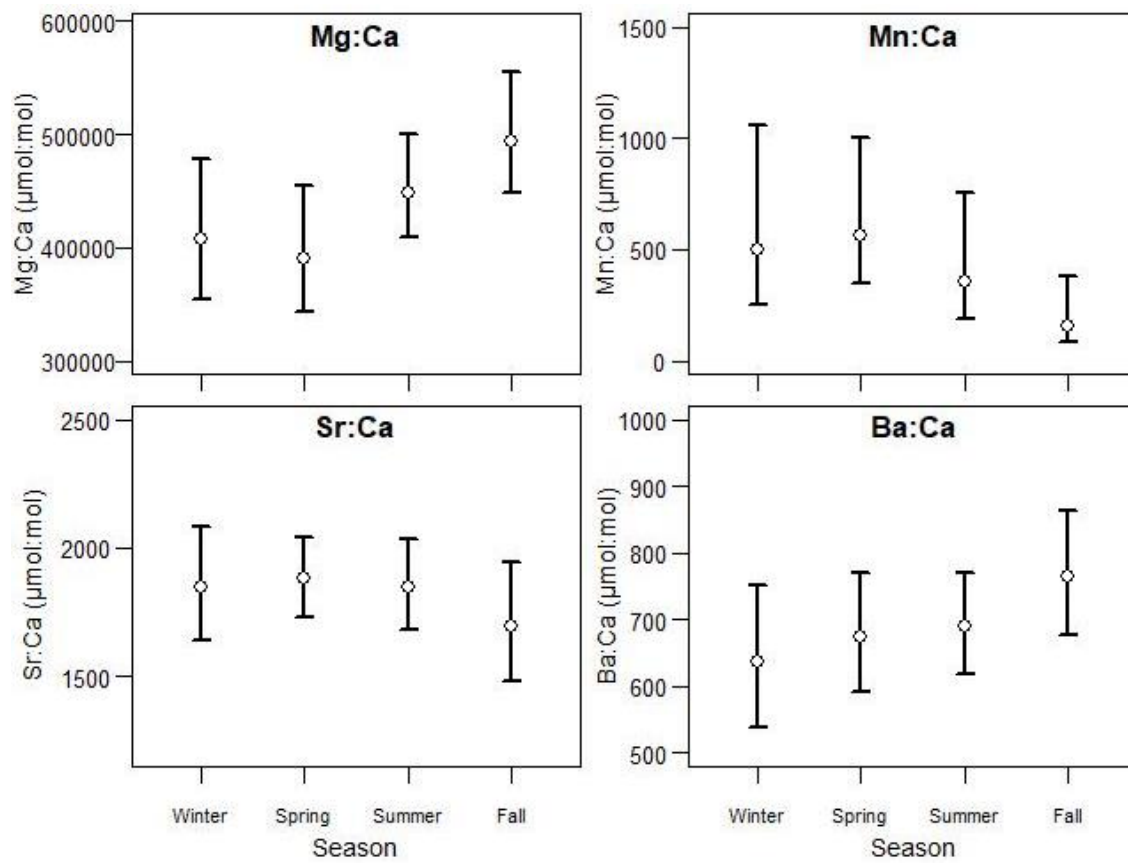 Mg:Ca
Mg:Ca (µmol:mol)
600000
500000
400000
300000
Mn:Ca
Mn:Ca (µmol:mol)
1500
1000
500
0
Sr:Ca
Sr:Ca (µmol:mol)
2500
2000
1500
Winter Spring Summer Fall
Season
Ba:Ca
Ba:Ca (µmol:mol)
1000
900
800
700
600
500
Winter Spring Summer Fall
Season